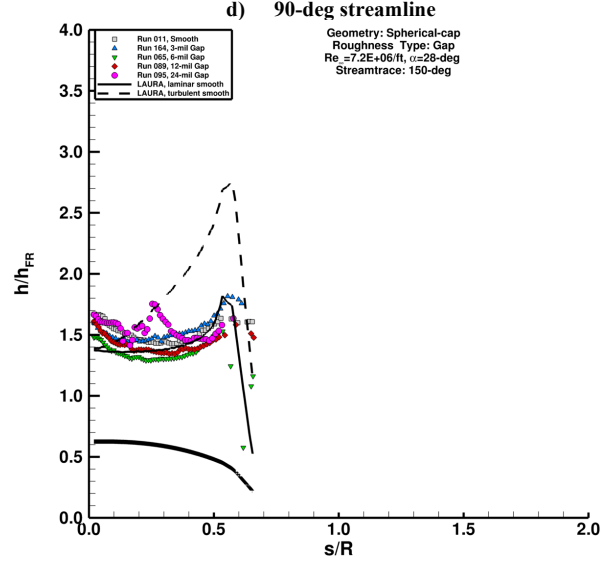 d) 90-deg streamline
Geometry: Spherical-cap
Roughness Type: Gap
Re∞=7.2E+06/ft, α=28-deg
Streamtrace: 150-deg
Run 011, Smooth
Run 164, 3-mil Gap
Run 065, 6-mil Gap
Run 089, 12-mil Gap
Run 095, 24-mil Gap
LAURA, laminar smooth
LAURA, turbulent smooth
4.0
3.5
3.0
2.5
2.0
1.5
1.0
0.5
0.0
h/hFR
0.0 0.5 1.0 1.5 2.0
s/R